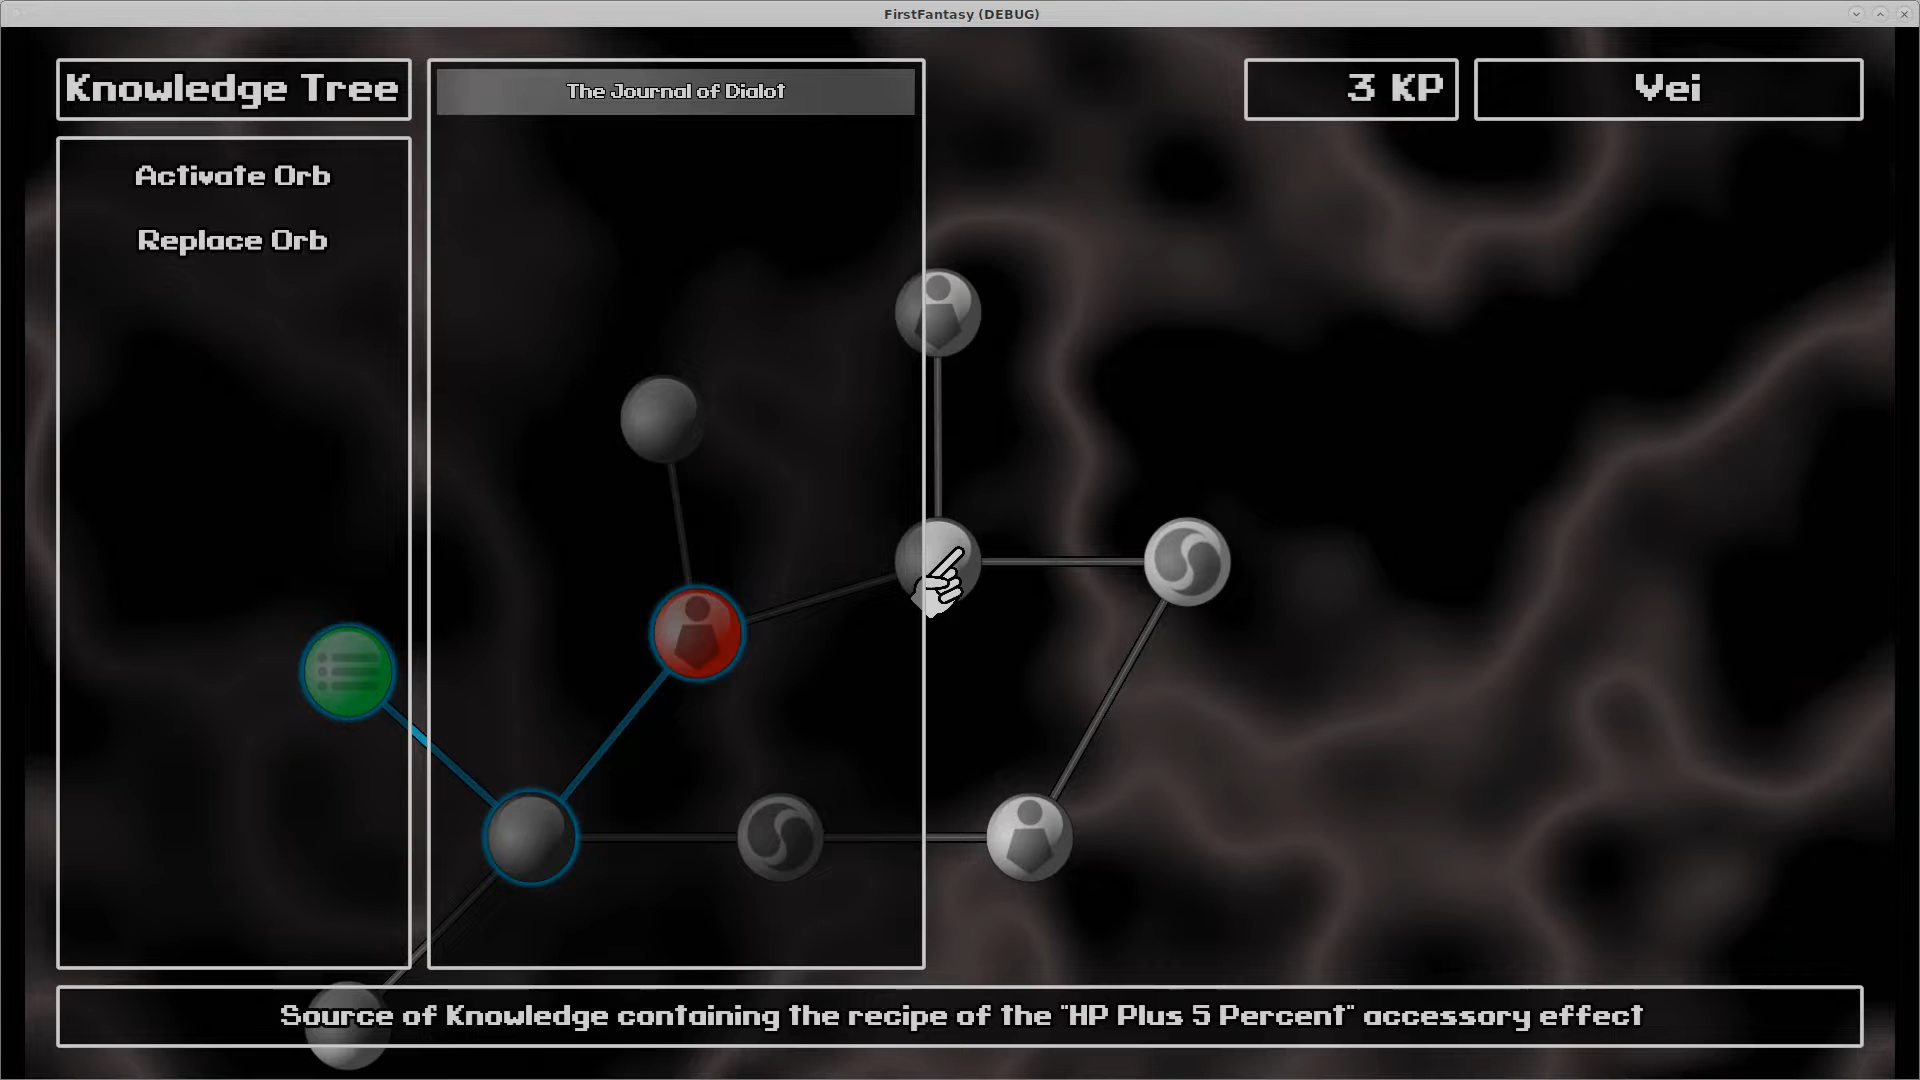 FirstFantasy (DEBUG)
Knowledge Tree
The Journal of Dialot
3 KP
Vei
Activate Orb
Replace Orb
Source of Knowledge containing the recipe of the "HP Plus 5 Percent" accessory effect